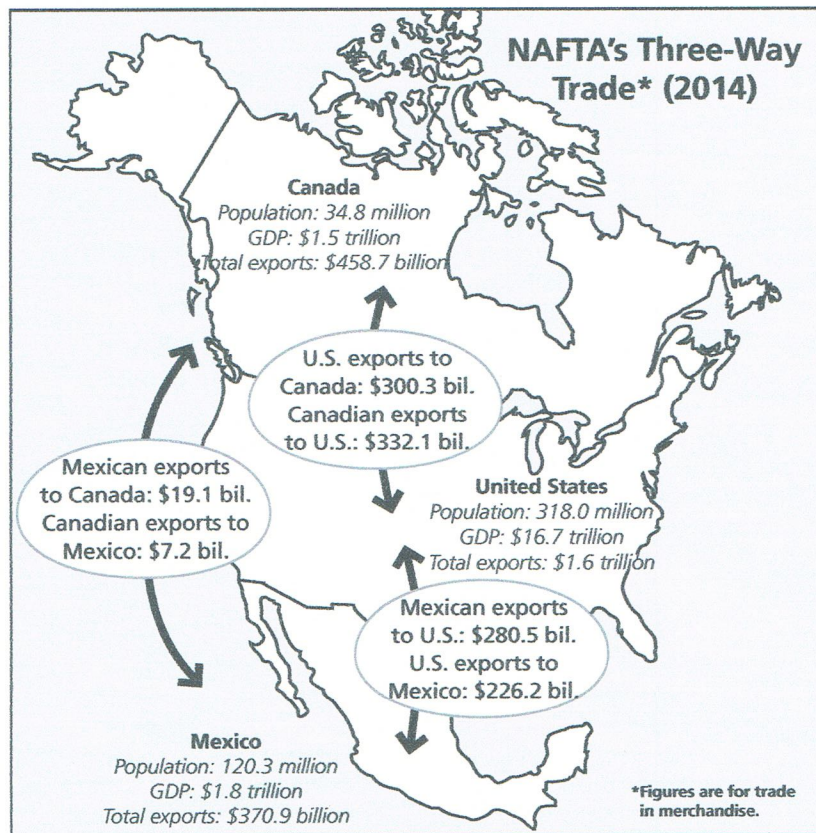 NAFTA's Three-Way
Trade* (2014)
Canada
Population: 34.8 million
GDP: $1.5 trillion
Total exports: $458.7 billion
U.S. exports to
Canada: $300.3 bil.
Canadian exports
to U.S.: $332.1 bil.
Mexican exports
to Canada: $19.1 bil.
Canadian exports to
Mexico: $7.2 bil.
United States
Population: 318.0 million
GDP: $16.7 trillion
Total exports: $1.6 trillion
Mexican exports
to U.S.: $280.5 bil.
U.S. exports to
Mexico: $226.2 bil.
Mexico
Population: 120.3 million
GDP: $1.8 trillion
Total exports: $370.9 billion
*Figures are for trade
in merchandise.